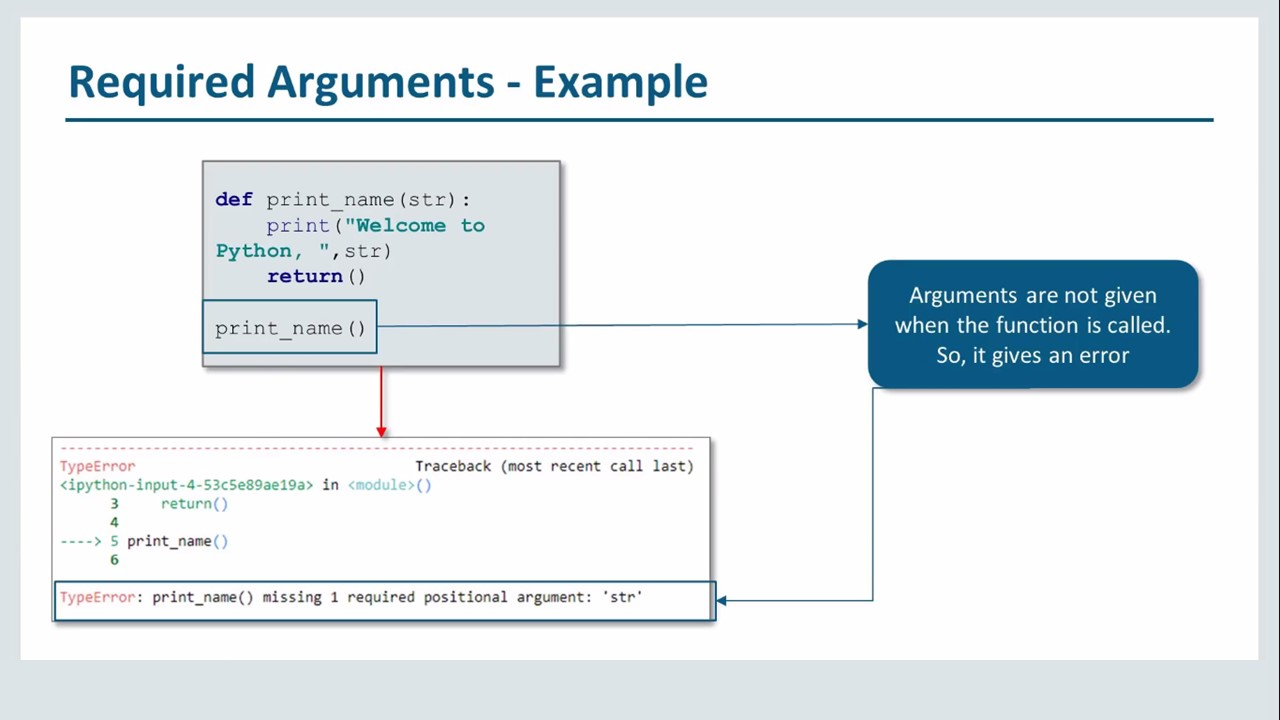 Required Arguments - Example
def print_name(str):
    print("Welcome to
Python, ",str)
    return()
print_name()
Arguments are not given
when the function is called.
So, it gives an error
---------------------------------------------------------------------------
TypeError                                 Traceback (most recent call last)
<ipython-input-4-53c5e89ae19a> in <module>()
      3     return()
      4
----> 5 print_name()
      6
TypeError: print_name() missing 1 required positional argument: 'str'